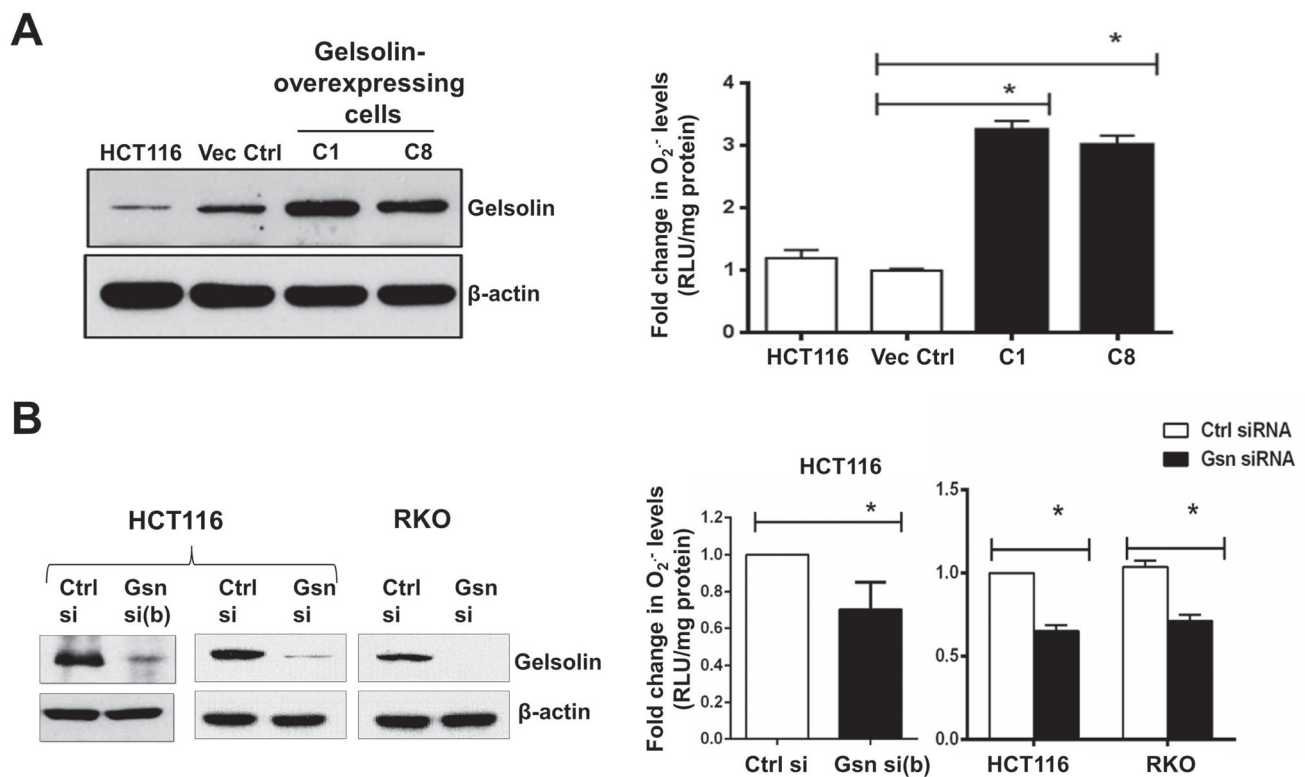 A
Gelsolin-
overexpressing
cells
HCT116 Vec Ctrl C1 C8
Gelsolin
β-actin
Fold change in O₂·- levels
(RLU/mg protein)
4
3
2
1
0
*
*
HCT116 Vec Ctrl C1 C8
B
HCT116 RKO
Ctrl si Gsn si(b) Ctrl si Gsn si Ctrl si Gsn si
Gelsolin
β-actin
HCT116
Fold change in O₂·- levels
(RLU/mg protein)
1.2
1.0
0.8
0.6
0.4
0.2
0.0
*
Ctrl si Gsn si(b)
Ctrl siRNA
Gsn siRNA
1.5
1.0
0.5
0.0
* *
HCT116 RKO